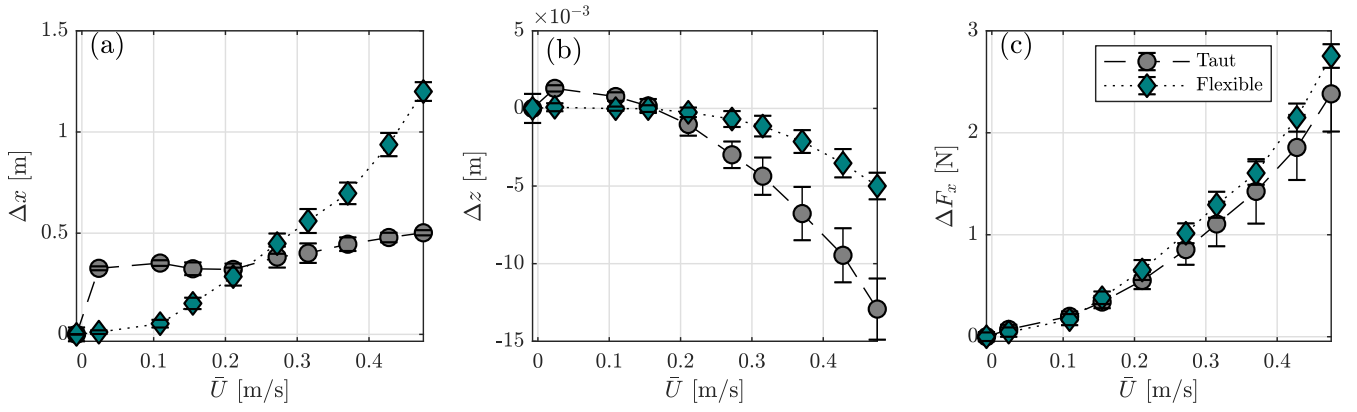 (a)
1.5
1
0.5
0
Δx [m]
0
0.1
0.2
0.3
0.4
Ū [m/s]
×10⁻³
(b)
5
0
-5
-10
-15
Δz [m]
0
0.1
0.2
0.3
0.4
Ū [m/s]
(c)
Taut
Flexible
3
2
1
0
ΔFₓ [N]
0
0.1
0.2
0.3
0.4
Ū [m/s]